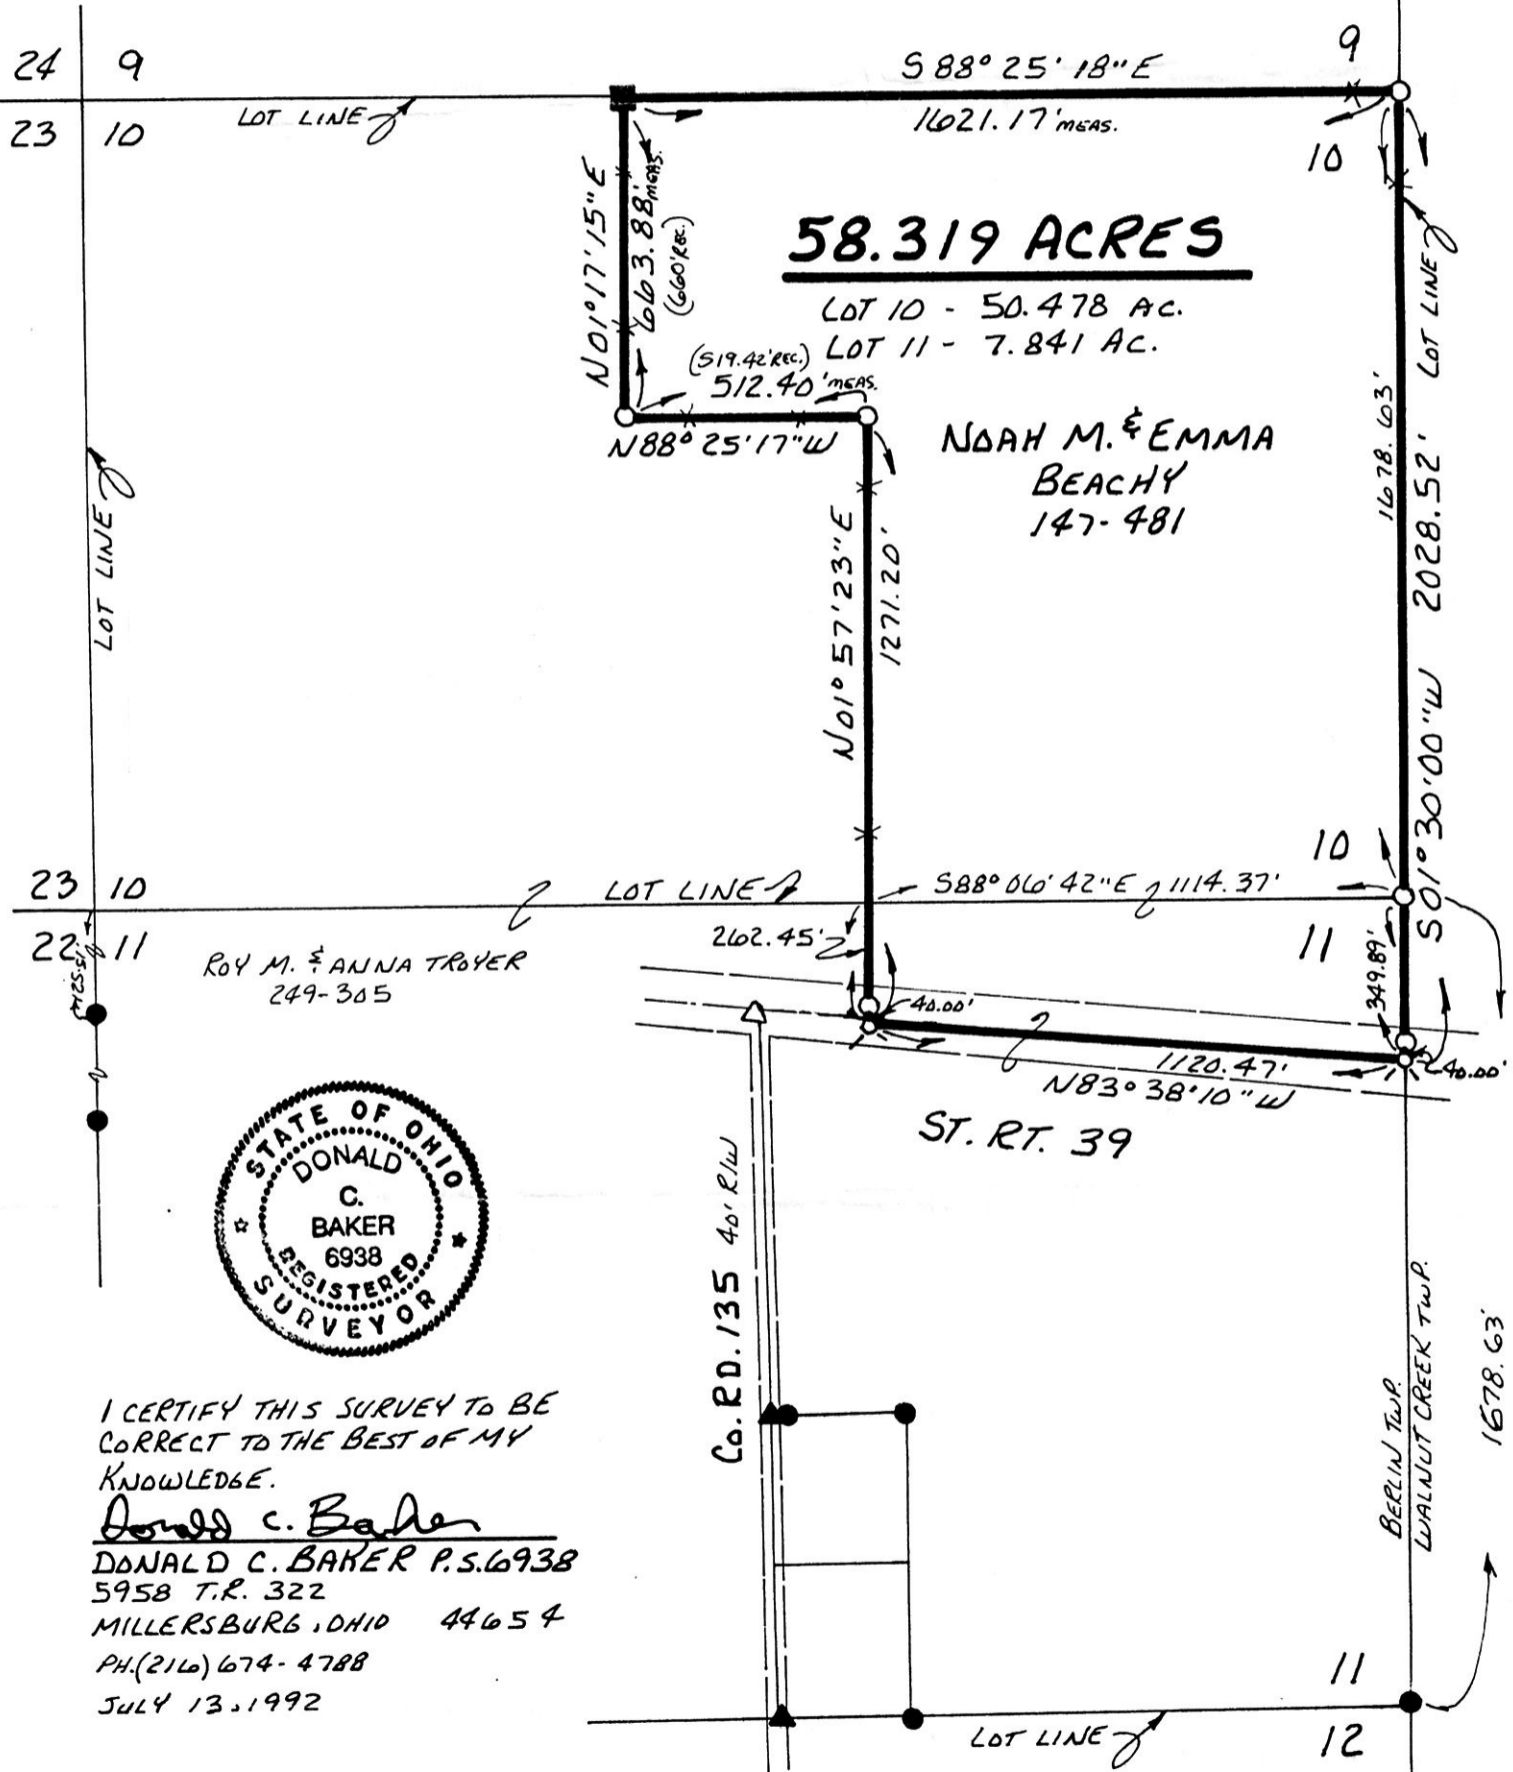 24 9
23 10
LOT LINE
S 88° 25' 18" E
1621.17' MEAS.
9
10
N 01° 17' 15" E
663.88' MEAS.
(660' REC.)
58.319 ACRES
LOT 10 - 50.478 AC.
LOT 11 - 7.841 AC.
(519.42' REC.)
512.40' MEAS.
N 88° 25' 17" W
NOAH M. & EMMA
BEACHY
147-481
LOT LINE
1678.63'
S 01° 30' 00" W 2028.52'
LOT LINE
N 01° 57' 23" E
1271.20'
23 10
22 11
LOT LINE
S 88° 06' 42" E 1114.37'
10
11
262.45'
349.89'
ROY M. & ANNA TROYER
249-305
40.00'
1120.47'
40.00'
N 83° 38' 10" W
ST. RT. 39
STATE OF OHIO
DONALD
C.
BAKER
6938
REGISTERED
SURVEYOR
CO. RD. 135 40' R/W
BERLIN TWP.
WALNUT CREEK TWP.
1678.63'
I CERTIFY THIS SURVEY TO BE
CORRECT TO THE BEST OF MY
KNOWLEDGE.
Donald C. Baker
DONALD C. BAKER P.S. 6938
5958 T.R. 322
MILLERSBURG, OHIO 44654
PH. (216) 674-4788
JULY 13, 1992
11
LOT LINE
12